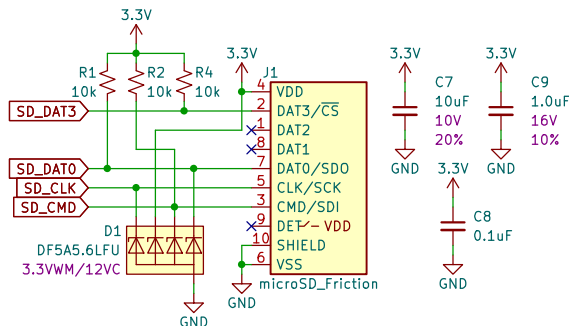 3.3V
3.3V
3.3V
3.3V
R1
10k
R2
10k
R4
10k
J1
4 VDD
SD_DAT3
2 DAT3/CS
1 DAT2
8 DAT1
SD_DAT0
7 DAT0/SDO
SD_CLK
5 CLK/SCK
SD_CMD
3 CMD/SDI
9 DET - VDD
10 SHIELD
6 VSS
microSD_Friction
D1
DF5A5.6LFU
3.3VWM/12VC
GND
GND
C7
10uF
10V
20%
GND
C9
1.0uF
16V
10%
GND
3.3V
C8
0.1uF
GND